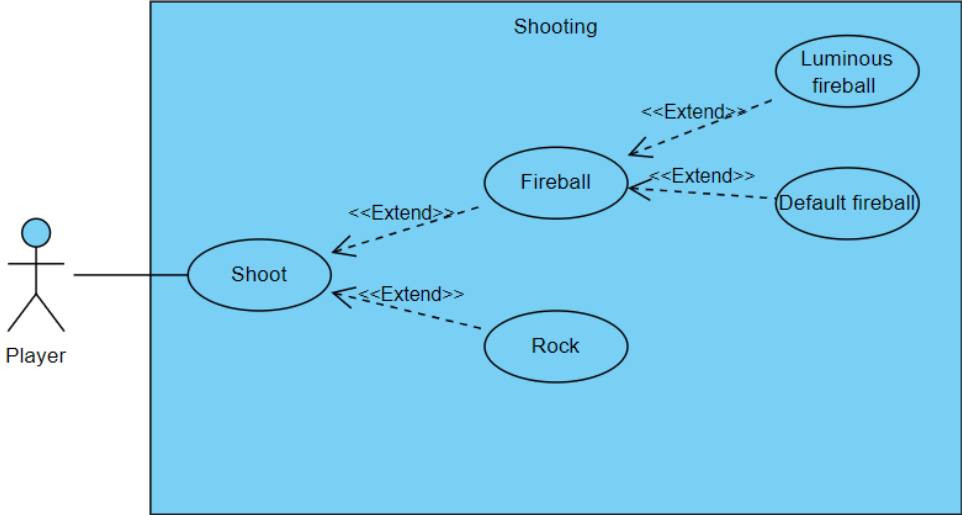 Shooting
Luminous
fireball
<<Extend>>
Fireball
<<Extend>>
Default fireball
<<Extend>>
Shoot
<<Extend>>
Rock
Player